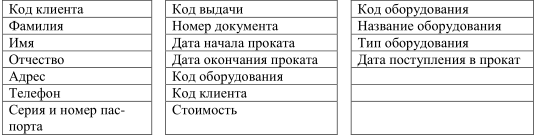 Код клиента
Фамилия
Имя
Отчество
Адрес
Телефон
Серия и номер пас-
порта
Код выдачи
Номер документа
Дата начала проката
Дата окончания проката
Код оборудования
Код клиента
Стоимость
Код оборудования
Название оборудования
Тип оборудования
Дата поступления в прокат